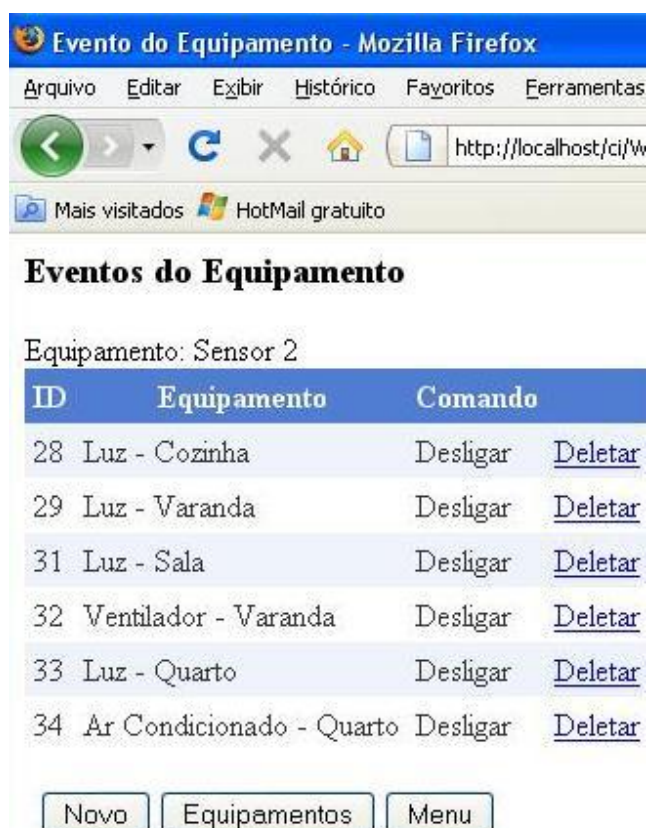 Evento do Equipamento - Mozilla Firefox
Arquivo Editar Exibir Histórico Favoritos Ferramentas
http://localhost/ci/W
Mais visitados HotMail gratuito
Eventos do Equipamento
Equipamento: Sensor 2
ID Equipamento Comando
28 Luz - Cozinha Desligar Deletar
29 Luz - Varanda Desligar Deletar
31 Luz - Sala Desligar Deletar
32 Ventilador - Varanda Desligar Deletar
33 Luz - Quarto Desligar Deletar
34 Ar Condicionado - Quarto Desligar Deletar
Novo Equipamentos Menu